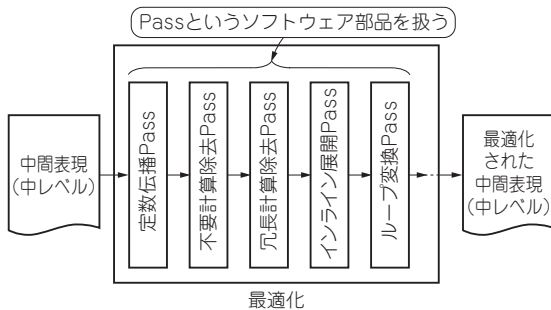 Passというソフトウェア部品を扱う
中間表現
(中レベル)
定数伝播Pass
不要計算除去Pass
冗長計算除去Pass
インライン展開Pass
ループ変換Pass
最適化
された
中間表現
(中レベル)
最適化